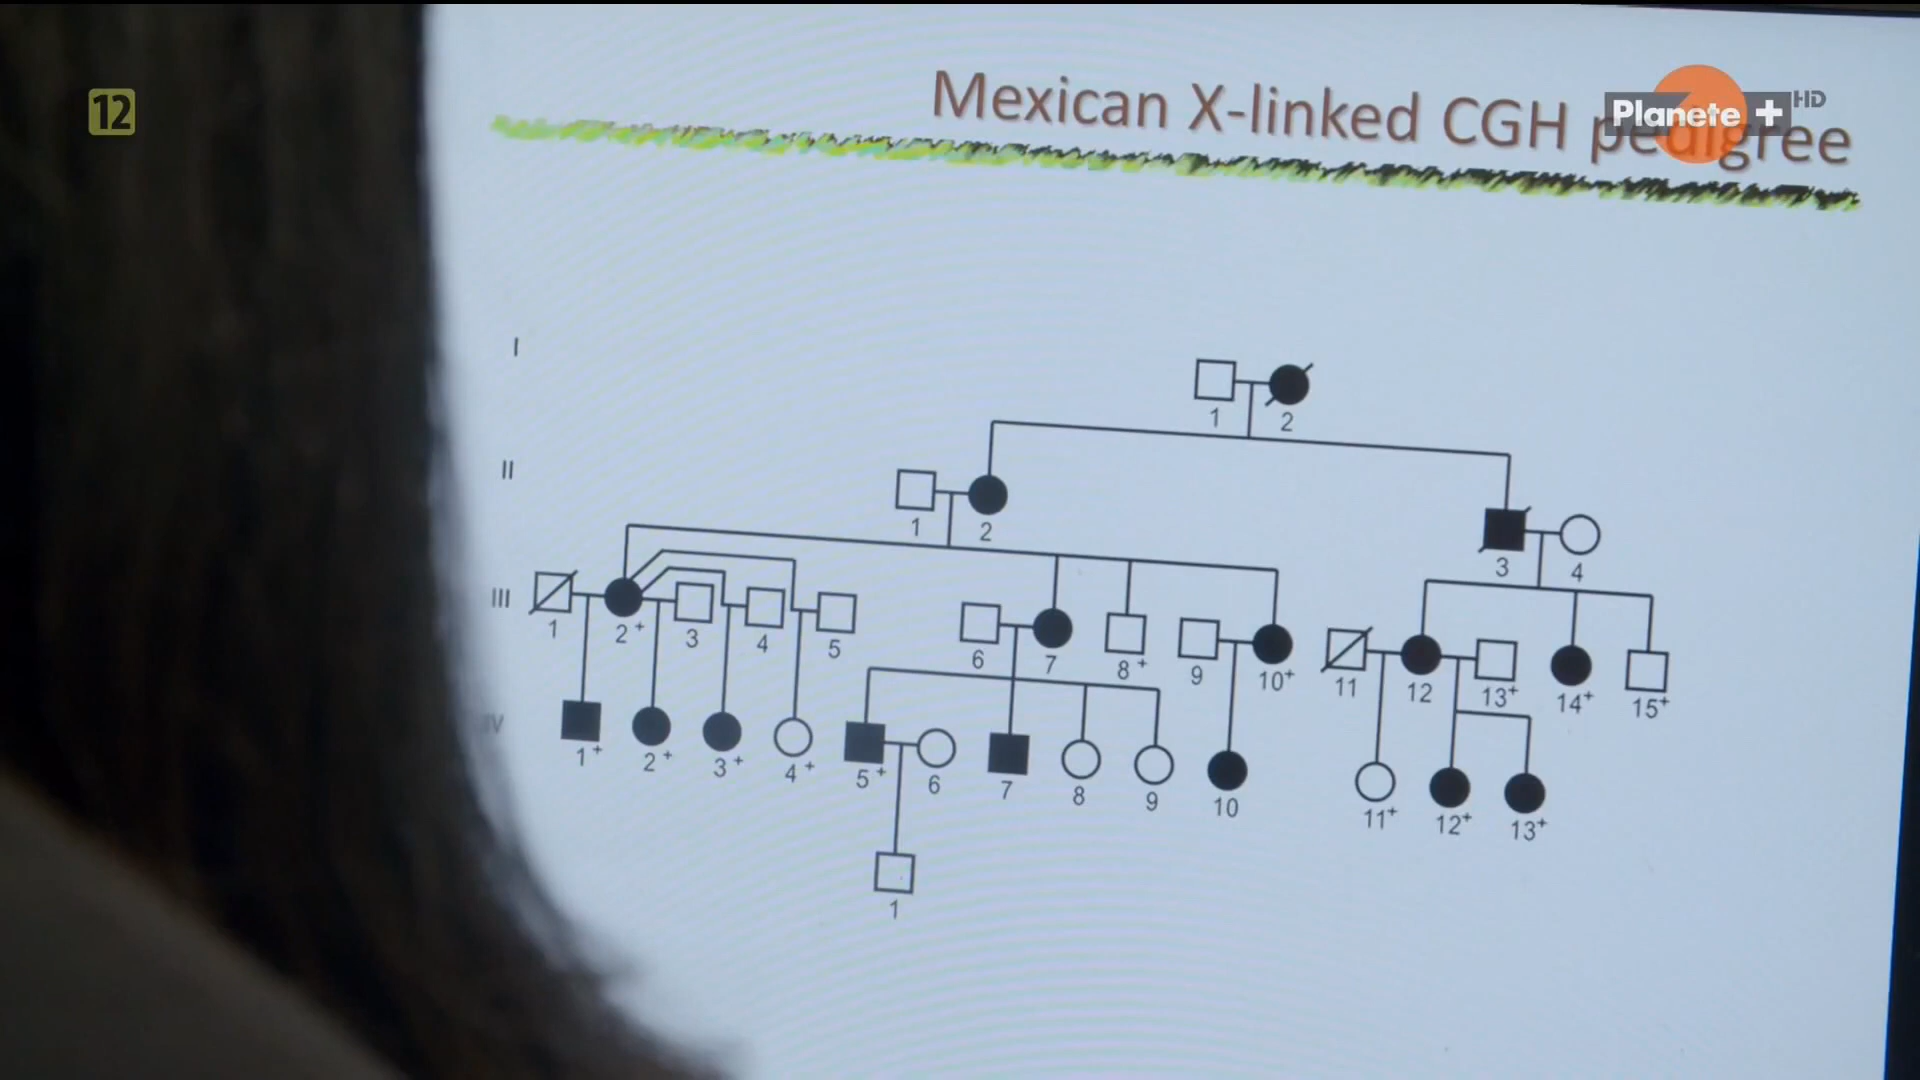 12
Mexican X-linked CGH pedigree
Planete + HD
I
1 2
II
1 2 3 4
III
1 2+ 3 4 5 6 7 8+ 9 10+ 11 12 13+ 14+ 15+
IV
1+ 2+ 3+ 4+ 5+ 6 7 8 9 10 11+ 12+ 13+
1